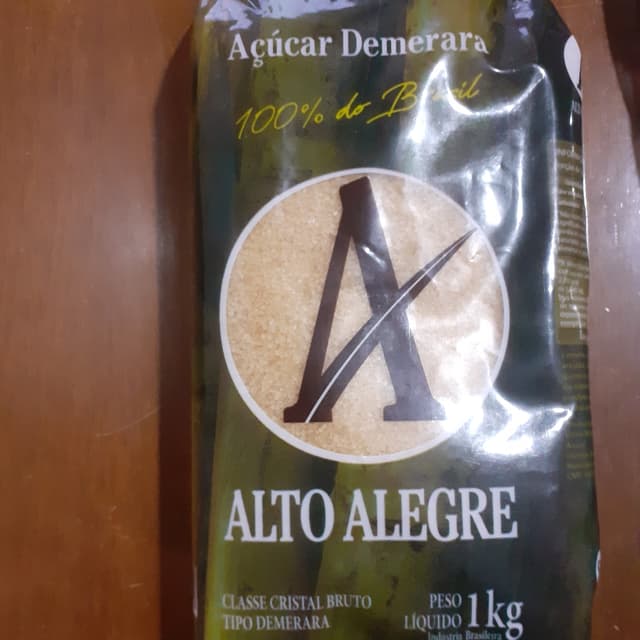 Açúcar Demerara
100% do Brasil
A
ALTO ALEGRE
CLASSE CRISTAL BRUTO
TIPO DEMERARA
PESO
LÍQUIDO 1kg
Indústria Brasileira